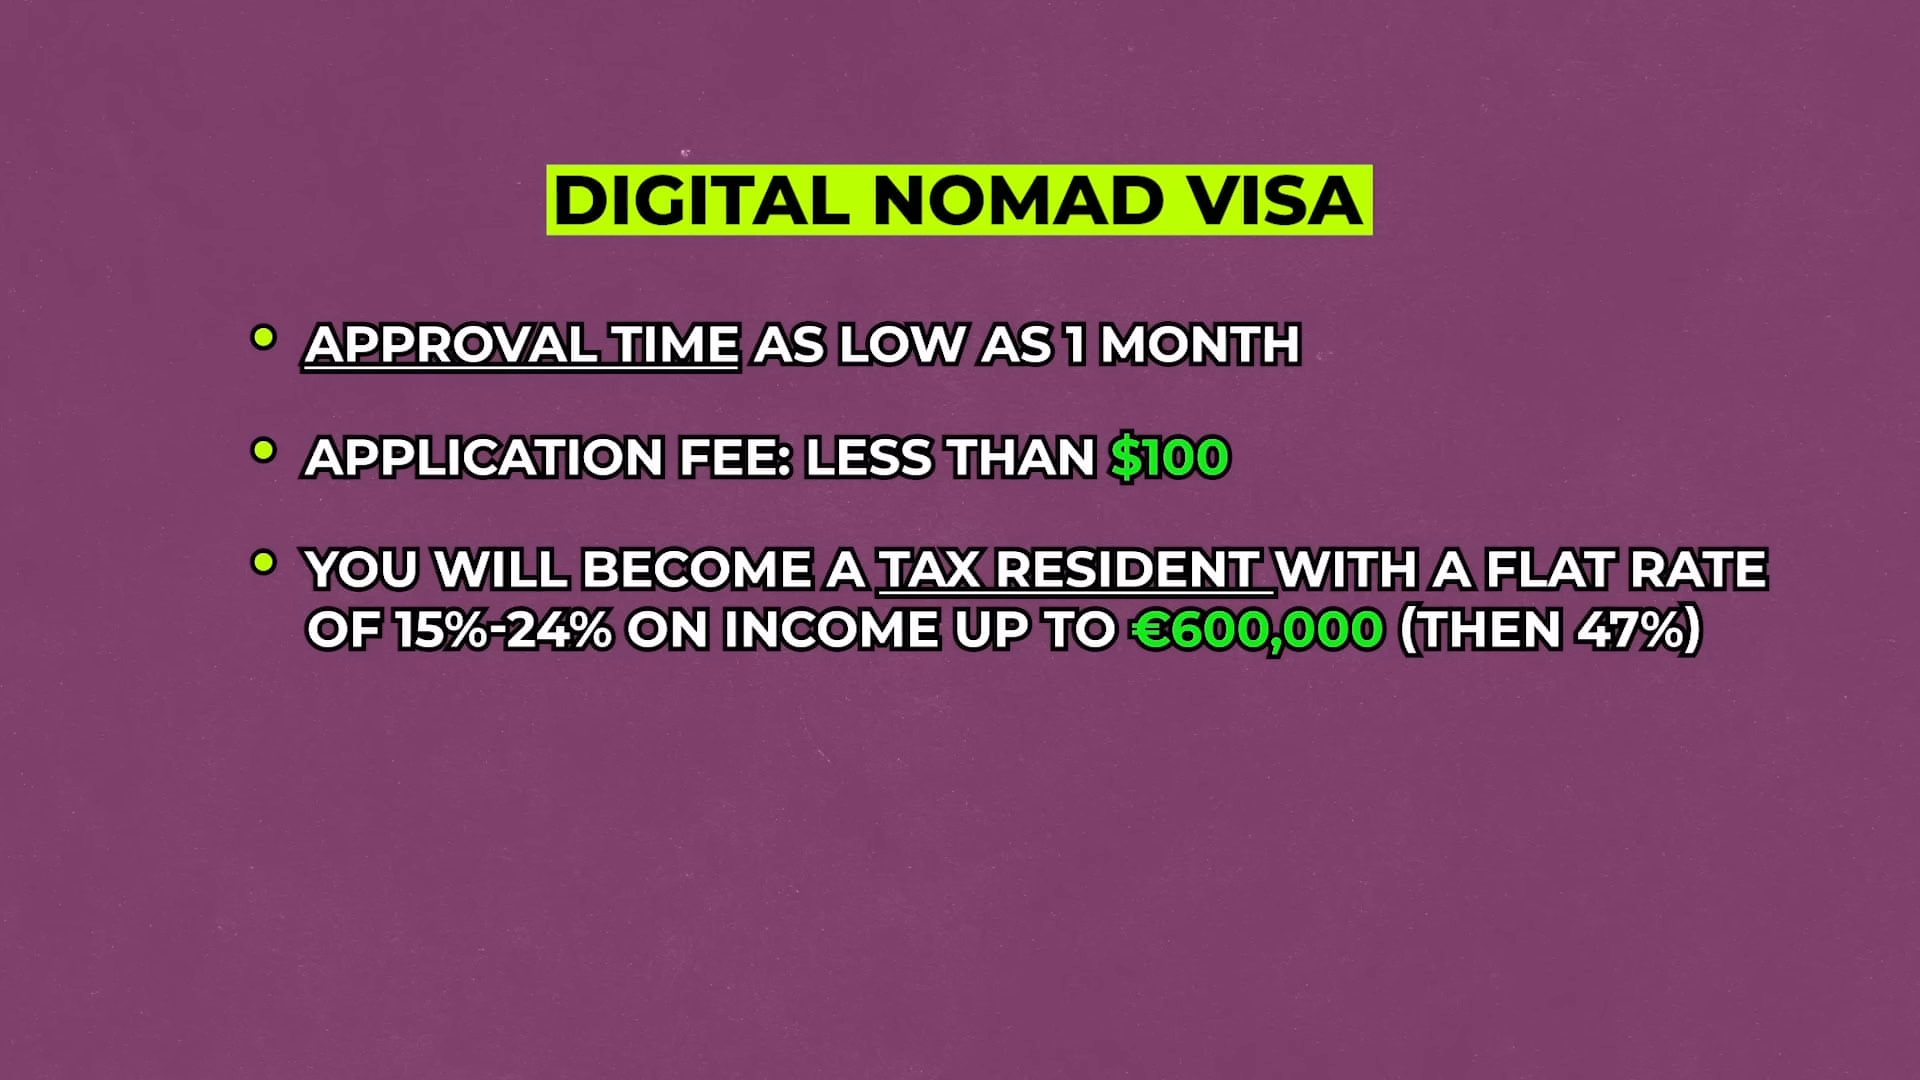 DIGITAL NOMAD VISA
• APPROVAL TIME AS LOW AS 1 MONTH
• APPLICATION FEE: LESS THAN $100
• YOU WILL BECOME A TAX RESIDENT WITH A FLAT RATE
OF 15%-24% ON INCOME UP TO €600,000 (THEN 47%)